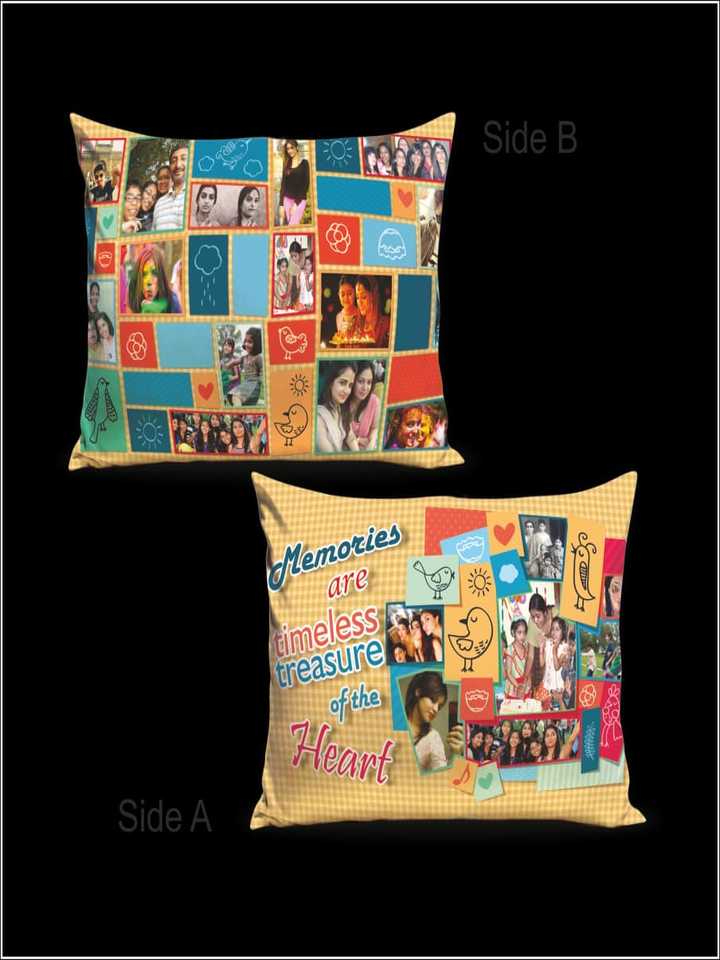 Side B
Memories
are
timeless
treasure
of the
Heart
Side A